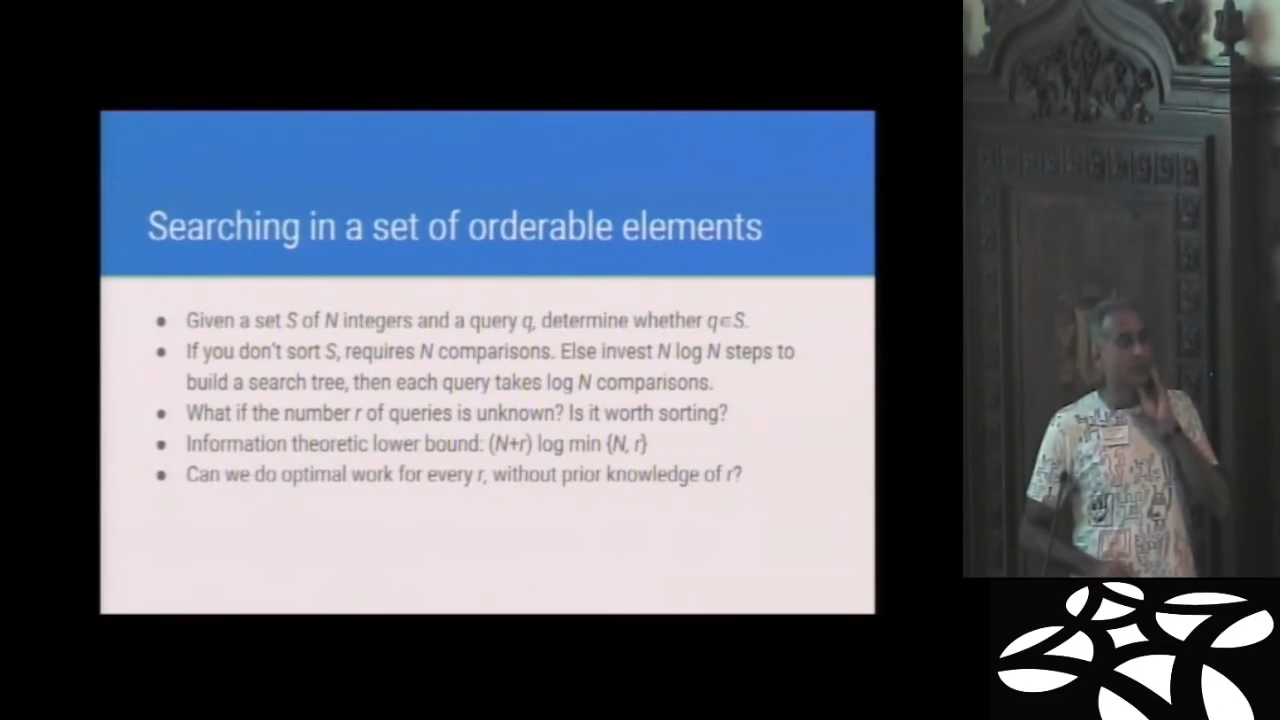 Searching in a set of orderable elements
● Given a set S of N integers and a query q, determine whether q∈S.
● If you don't sort S, requires N comparisons. Else invest N log N steps to
build a search tree, then each query takes log N comparisons.
● What if the number r of queries is unknown? Is it worth sorting?
● Information theoretic lower bound: (N+r) log min {N, r}
● Can we do optimal work for every r, without prior knowledge of r?